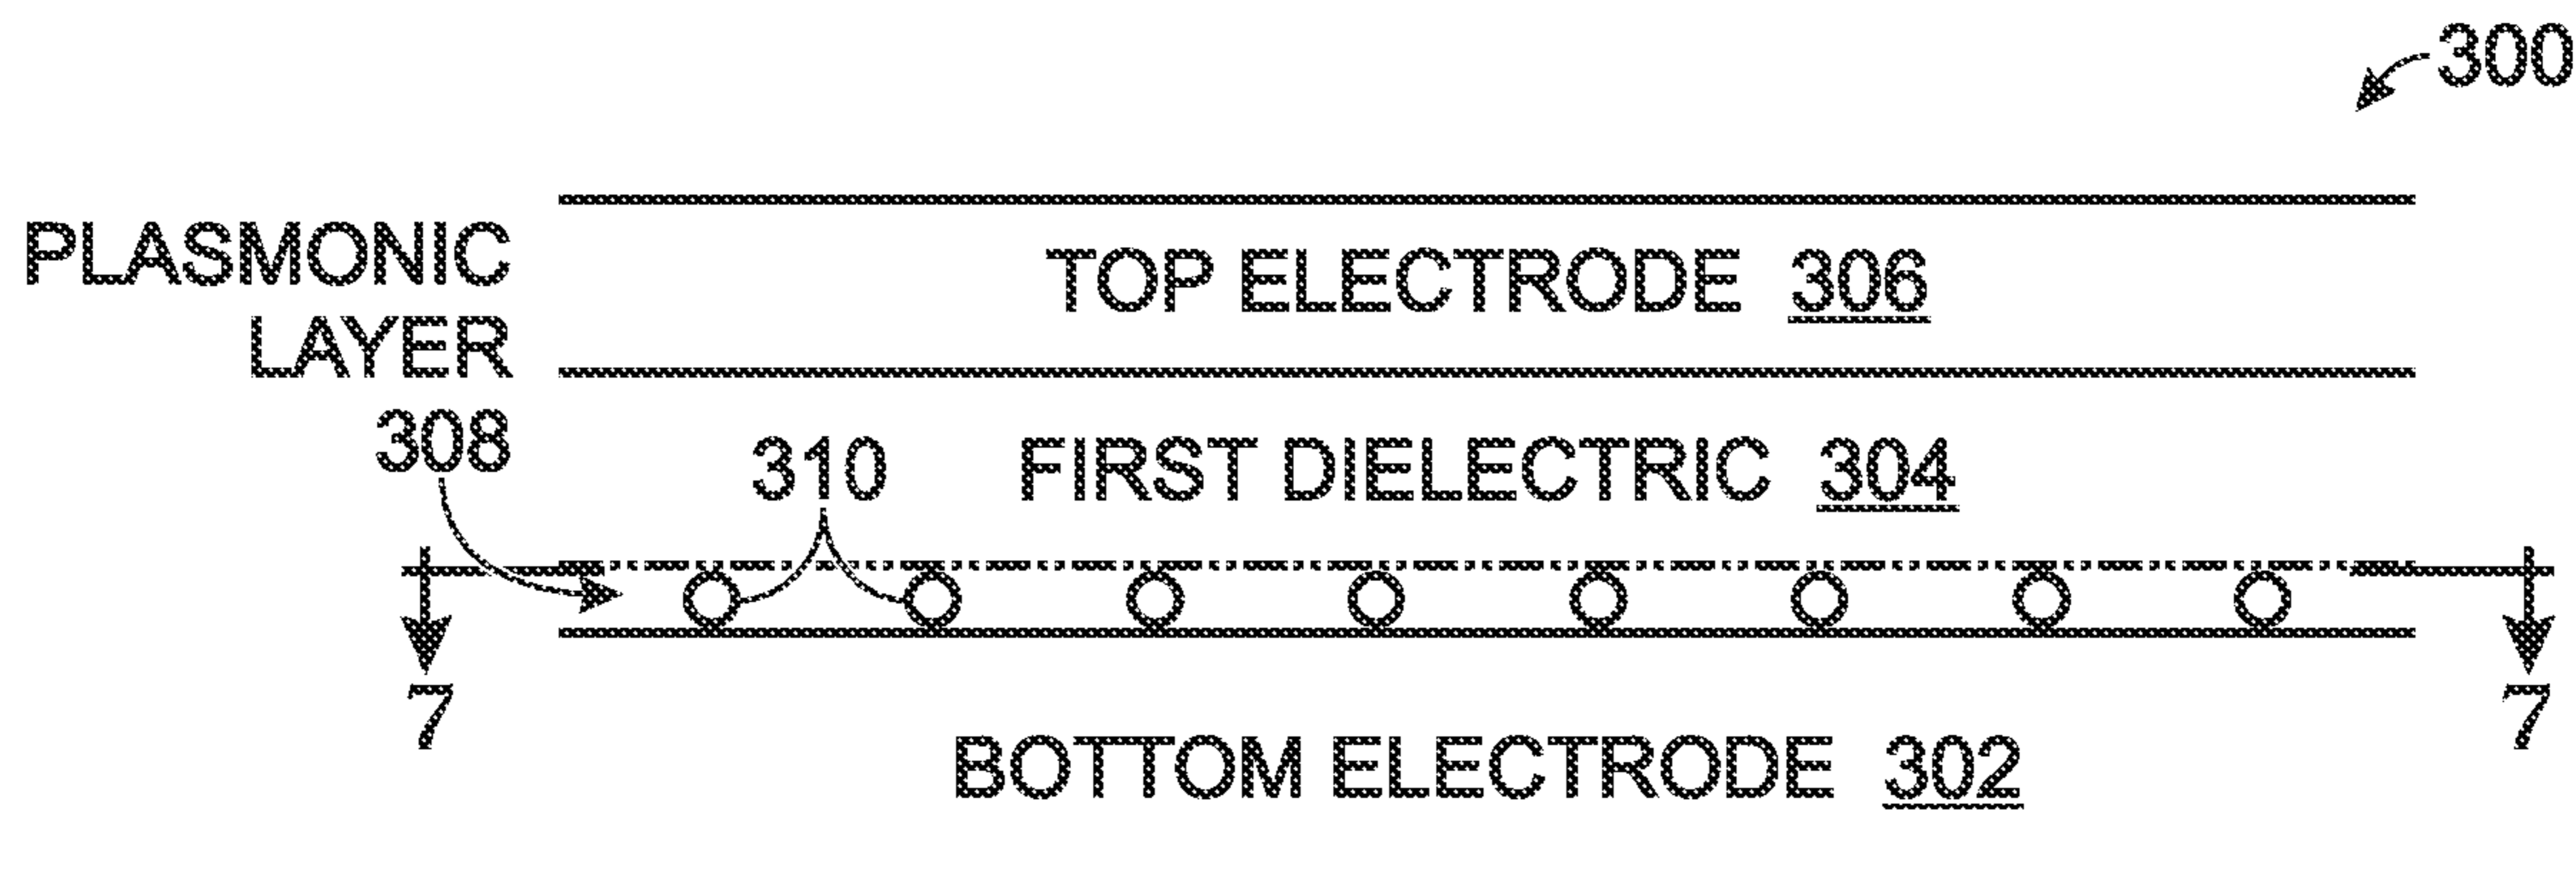 300
PLASMONIC
LAYER
308
TOP ELECTRODE 306
310
FIRST DIELECTRIC 304
7
7
BOTTOM ELECTRODE 302